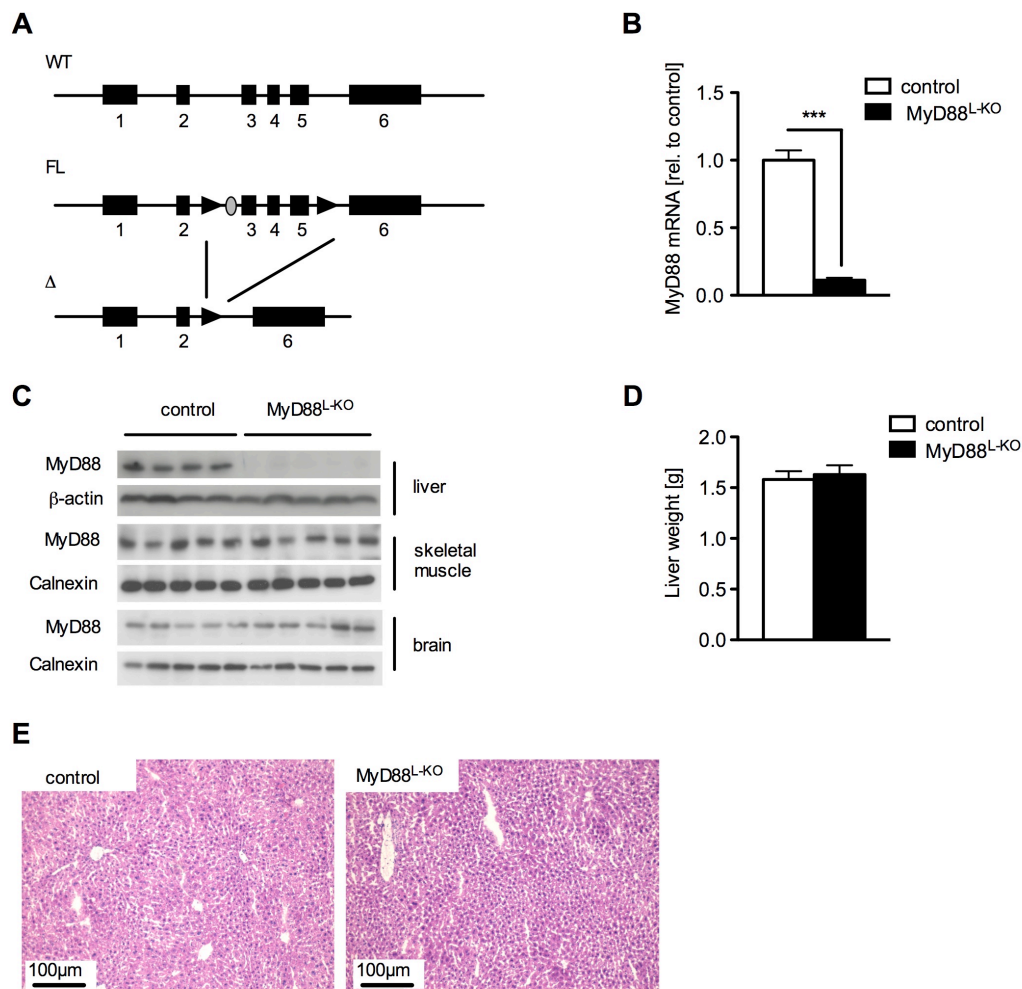 A
WT
1 2 3 4 5 6
FL
1 2 3 4 5 6
Δ
1 2 6
B
MyD88 mRNA [rel. to control]
1.5
1.0
0.5
0.0
***
control
MyD88L-KO
C
control MyD88L-KO
MyD88
β-actin
liver
MyD88
Calnexin
skeletal
muscle
MyD88
Calnexin
brain
D
Liver weight [g]
2.0
1.5
1.0
0.5
0.0
control
MyD88L-KO
E
control
100µm
MyD88L-KO
100µm